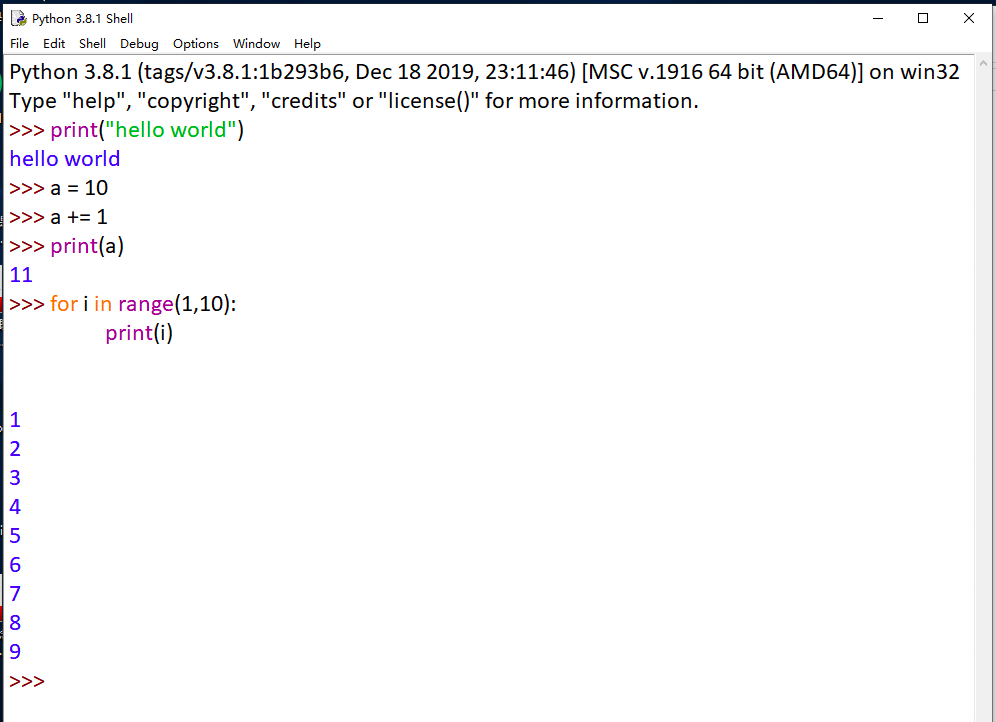 Python 3.8.1 Shell
File Edit Shell Debug Options Window Help
Python 3.8.1 (tags/v3.8.1:1b293b6, Dec 18 2019, 23:11:46) [MSC v.1916 64 bit (AMD64)] on win32
Type "help", "copyright", "credits" or "license()" for more information.
>>> print("hello world")
hello world
>>> a = 10
>>> a += 1
>>> print(a)
11
>>> for i in range(1,10):
print(i)
1
2
3
4
5
6
7
8
9
>>>